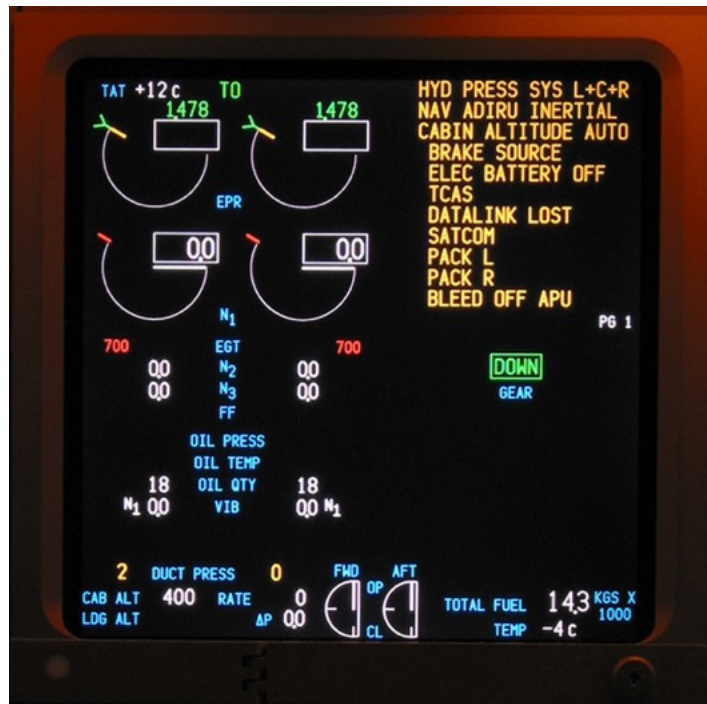 TAT +12c TO
1.478 1.478
EPR
0.0 0.0
N1
700 EGT 700
0.0 N2 0.0
0.0 N3 0.0
FF
OIL PRESS
OIL TEMP
18 OIL QTY 18
N1 0.0 VIB 0.0 N1
HYD PRESS SYS L+C+R
NAV ADIRU INERTIAL
CABIN ALTITUDE AUTO
BRAKE SOURCE
ELEC BATTERY OFF
TCAS
DATALINK LOST
SATCOM
PACK L
PACK R
BLEED OFF APU
PG 1
DOWN
GEAR
2 DUCT PRESS 0
CAB ALT 400 RATE 0
LDG ALT ΔP 0.0
FWD AFT
OP
CL
TOTAL FUEL 14.3 KGS X 1000
TEMP -4c